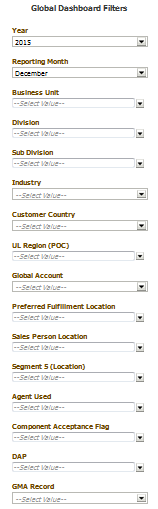 Global Dashboard Filters
Year
2015
Reporting Month
December
Business Unit
--Select Value--
Division
--Select Value--
Sub Division
--Select Value--
Industry
--Select Value--
Customer Country
--Select Value--
UL Region (POC)
--Select Value--
Global Account
--Select Value--
Preferred Fulfillment Location
--Select Value--
Sales Person Location
--Select Value--
Segment 5 (Location)
--Select Value--
Agent Used
--Select Value--
Component Acceptance Flag
--Select Value--
DAP
--Select Value--
GMA Record
--Select Value--